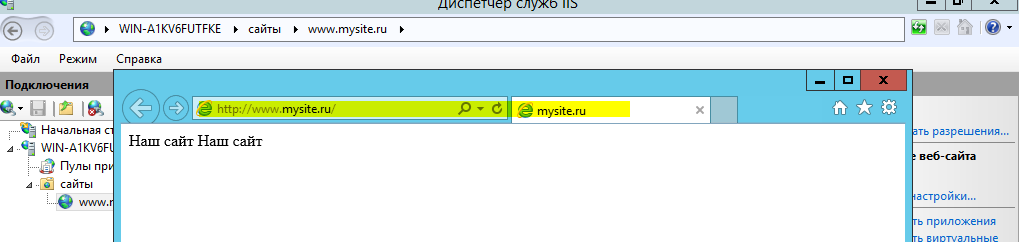 Диспетчер служб IIS
WIN-A1KV6FUTFKE сайты www.mysite.ru
Файл Режим Справка
Подключения
http://www.mysite.ru/
mysite.ru
Наш сайт Наш сайт
Начальная ст
WIN-A1KV6FU
Пулы при
сайты
www.r
ать разрешения...
е веб-сайта
настройки...
ть приложения
ть виртуальные